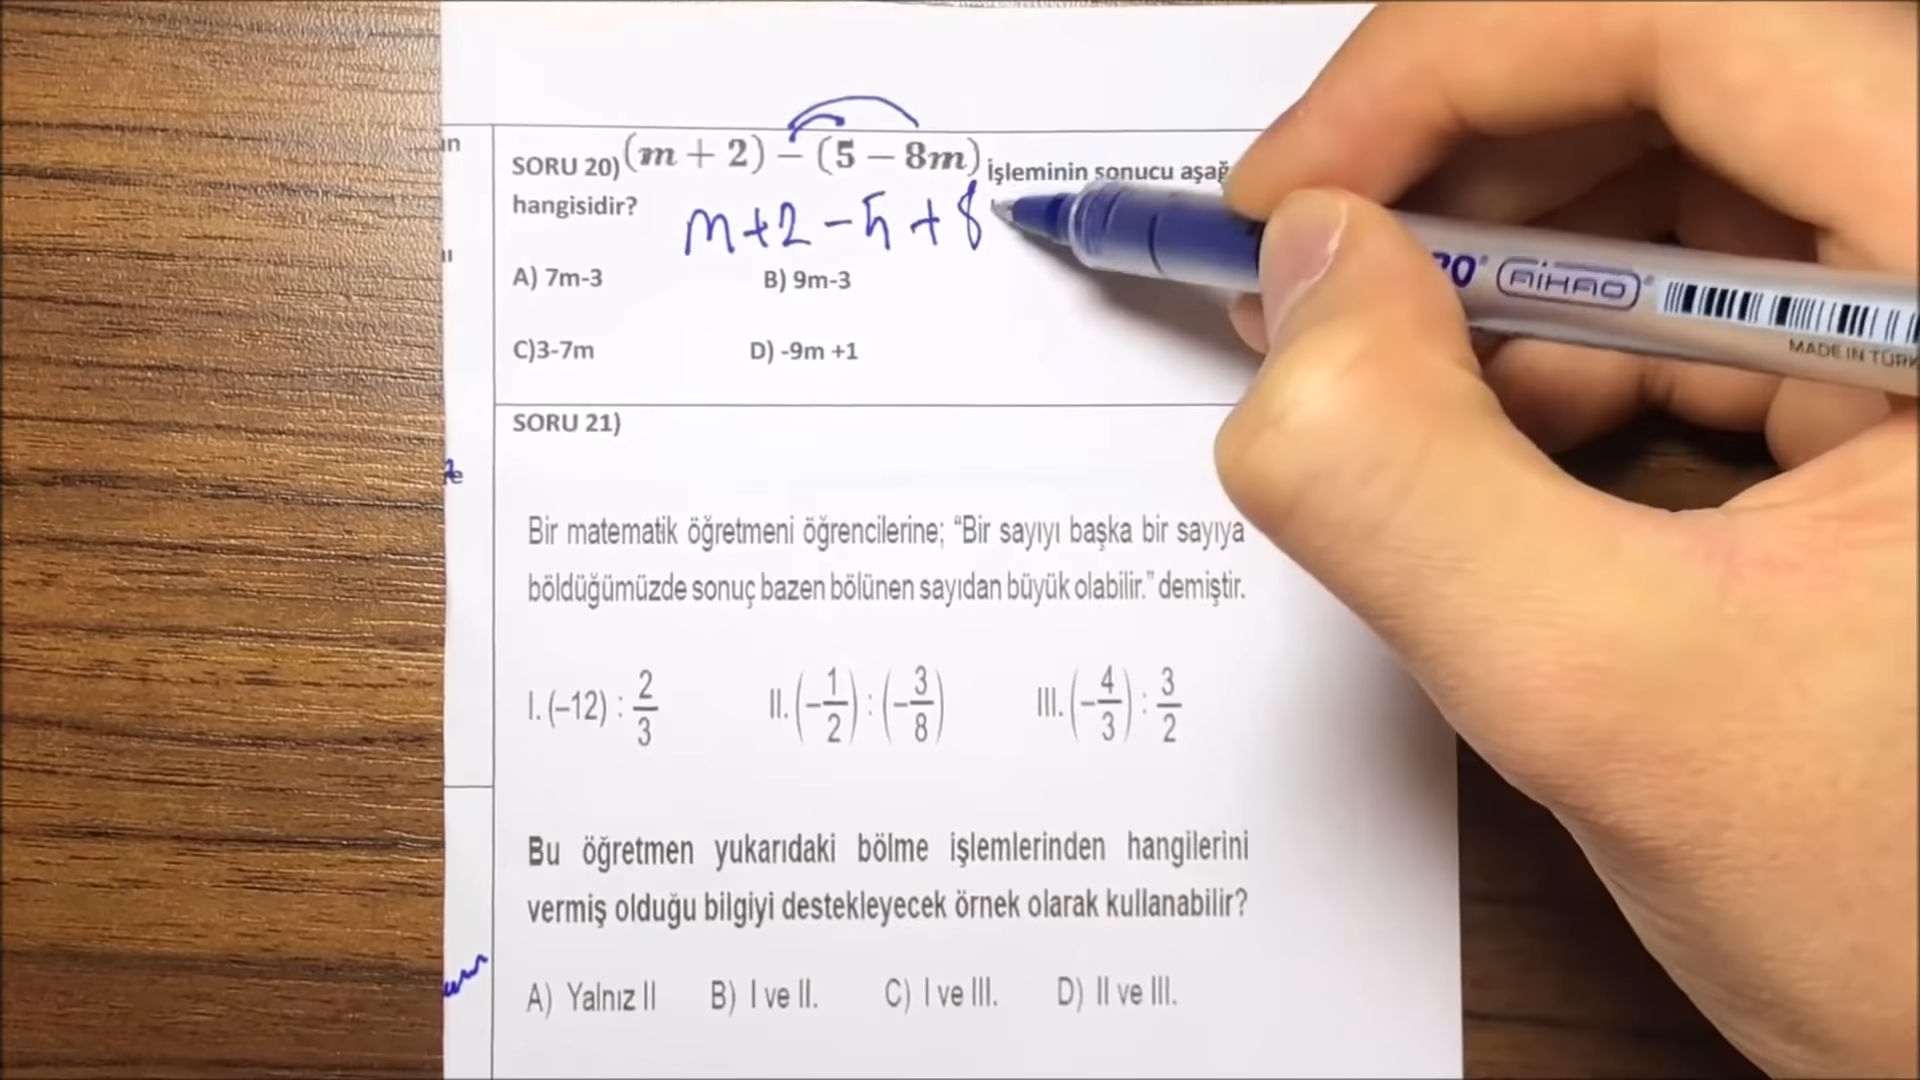 SORU 20) (m + 2) − (5 − 8m) İşleminin sonucu
hangisidir?
m+2-5+8
A) 7m-3 B) 9m-3
C)3-7m D) -9m +1
SORU 21)
Bir matematik öğretmeni öğrencilerine; “Bir sayıyı başka bir sayıya
böldüğümüzde sonuç bazen bölünen sayıdan büyük olabilir.” demiştir.
I. (−12) : 2/3 II. (−1/2) : (−3/8) III. (−4/3) : 3/2
Bu öğretmen yukarıdaki bölme işlemlerinden hangilerini
vermiş olduğu bilgiyi destekleyecek örnek olarak kullanabilir?
A) Yalnız II B) I ve II. C) I ve III. D) II ve III.
AIHAO
MADE IN